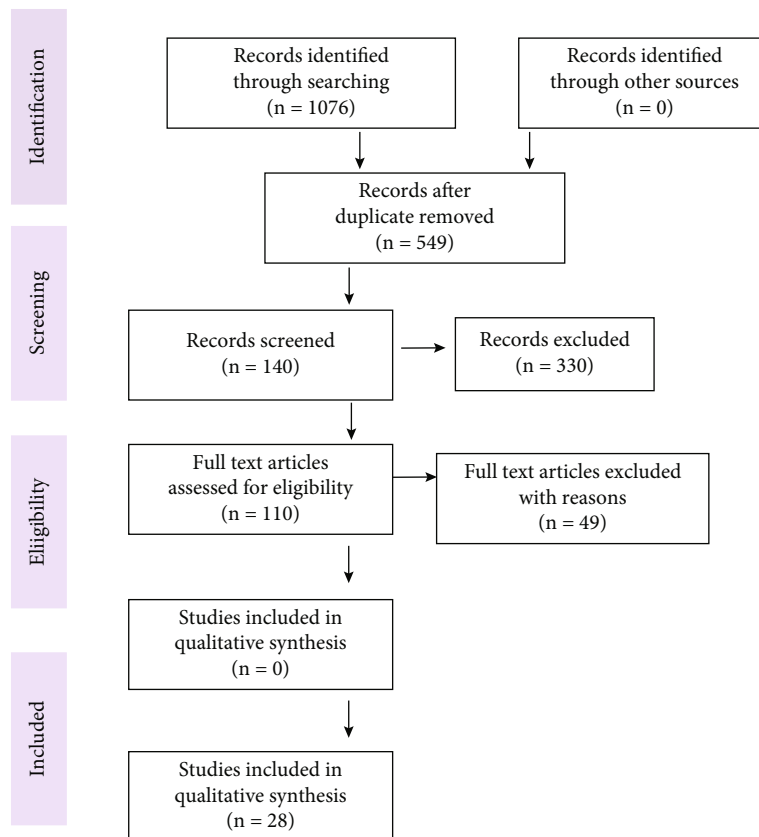 Identification
Records identified
through searching
(n = 1076)
Records identified
through other sources
(n = 0)
Records after
duplicate removed
(n = 549)
Screening
Records screened
(n = 140)
Records excluded
(n = 330)
Eliigibility
Full text articles
assessed for eligibility
(n = 110)
Full text articles excluded
with reasons
(n = 49)
Studies included in
qualitative synthesis
(n = 0)
Included
Studies included in
qualitative synthesis
(n = 28)